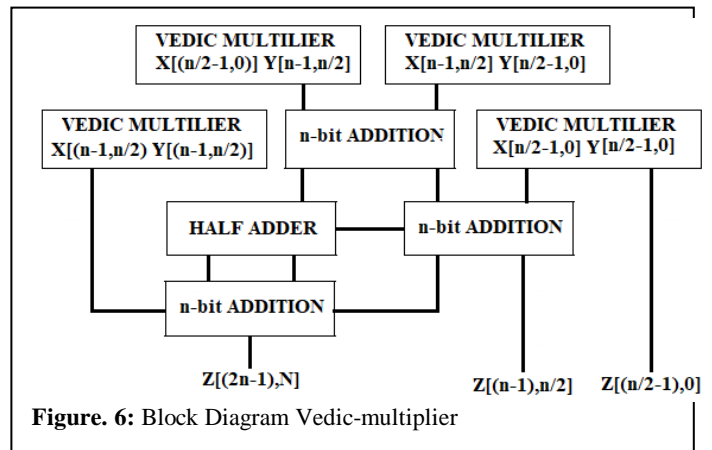 VEDIC MULTILIER
X[(n/2-1,0)] Y[n-1,n/2]
VEDIC MULTILIER
X[n-1,n/2] Y[n/2-1,0]
VEDIC MULTILIER
X[(n-1,n/2) Y[(n-1,n/2)]
n-bit ADDITION
VEDIC MULTILIER
X[n/2-1,0] Y[n/2-1,0]
HALF ADDER
n-bit ADDITION
n-bit ADDITION
Z[(2n-1),N]
Z[(n-1),n/2]
Z[(n/2-1),0]
Figure. 6: Block Diagram Vedic-multiplier